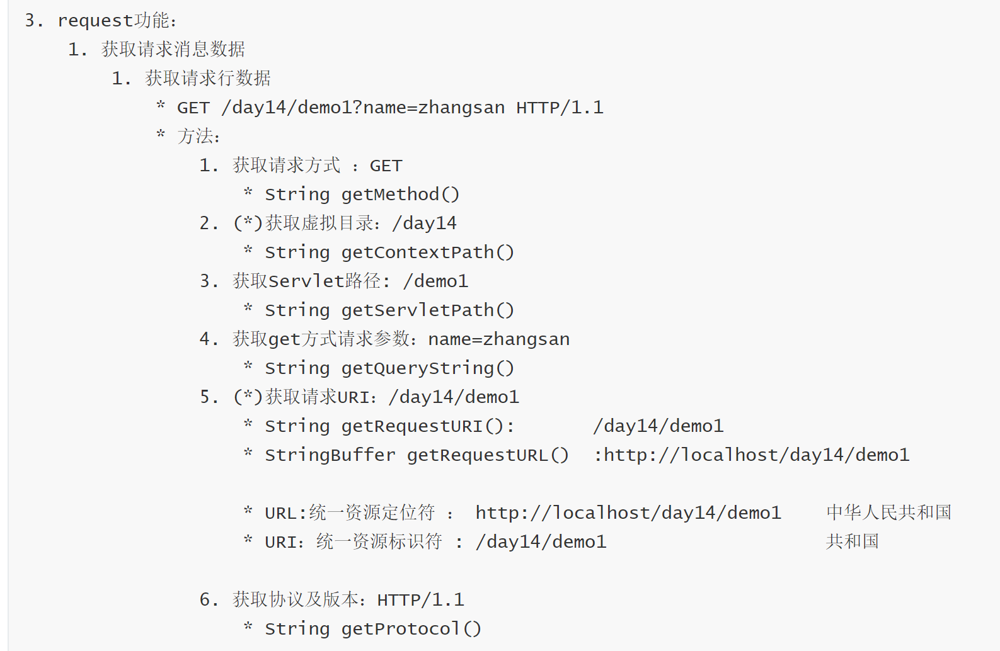 3. request功能：
1. 获取请求消息数据
1. 获取请求行数据
* GET /day14/demo1?name=zhangsan HTTP/1.1
* 方法：
1. 获取请求方式 ：GET
* String getMethod()
2. (*)获取虚拟目录：/day14
* String getContextPath()
3. 获取Servlet路径: /demo1
* String getServletPath()
4. 获取get方式请求参数：name=zhangsan
* String getQueryString()
5. (*)获取请求URI：/day14/demo1
* String getRequestURI(): /day14/demo1
* StringBuffer getRequestURL() :http://localhost/day14/demo1
* URL:统一资源定位符 ： http://localhost/day14/demo1 中华人民共和国
* URI：统一资源标识符 : /day14/demo1 共和国
6. 获取协议及版本：HTTP/1.1
* String getProtocol()